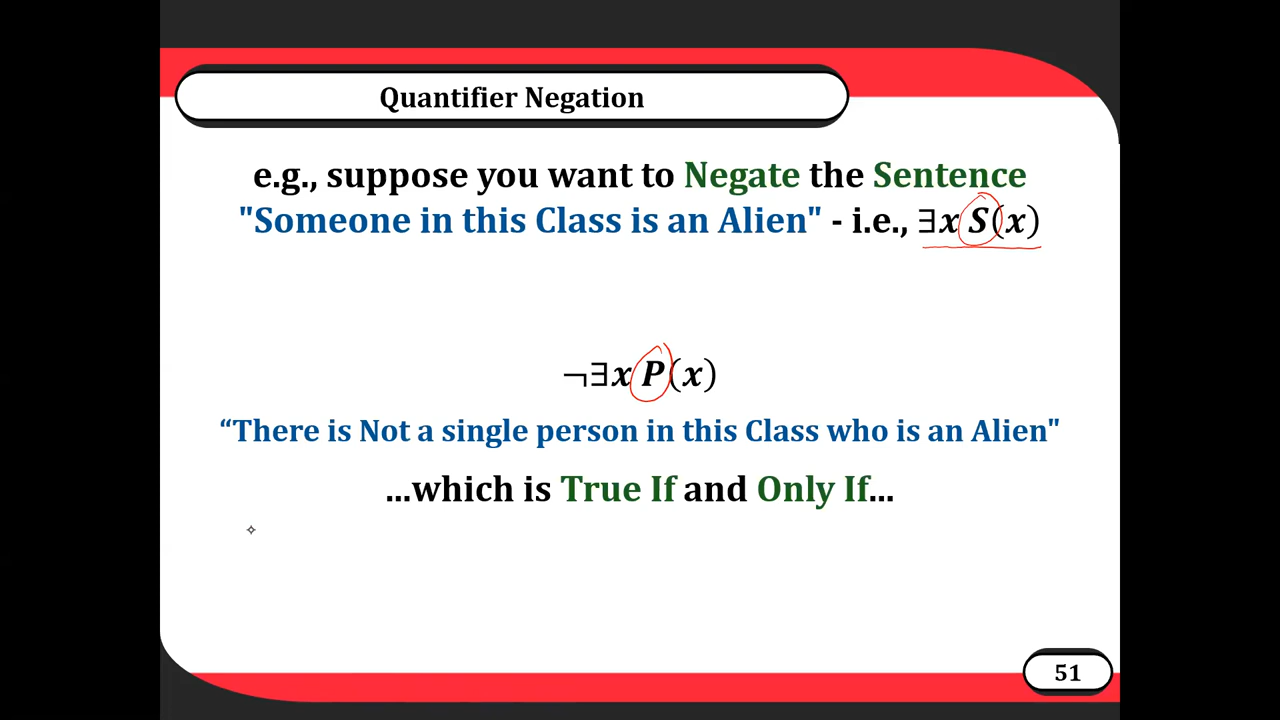 Quantifier Negation
e.g., suppose you want to Negate the Sentence
"Someone in this Class is an Alien" - i.e., ∃x S(x)
¬∃x P(x)
“There is Not a single person in this Class who is an Alien"
...which is True If and Only If...
51